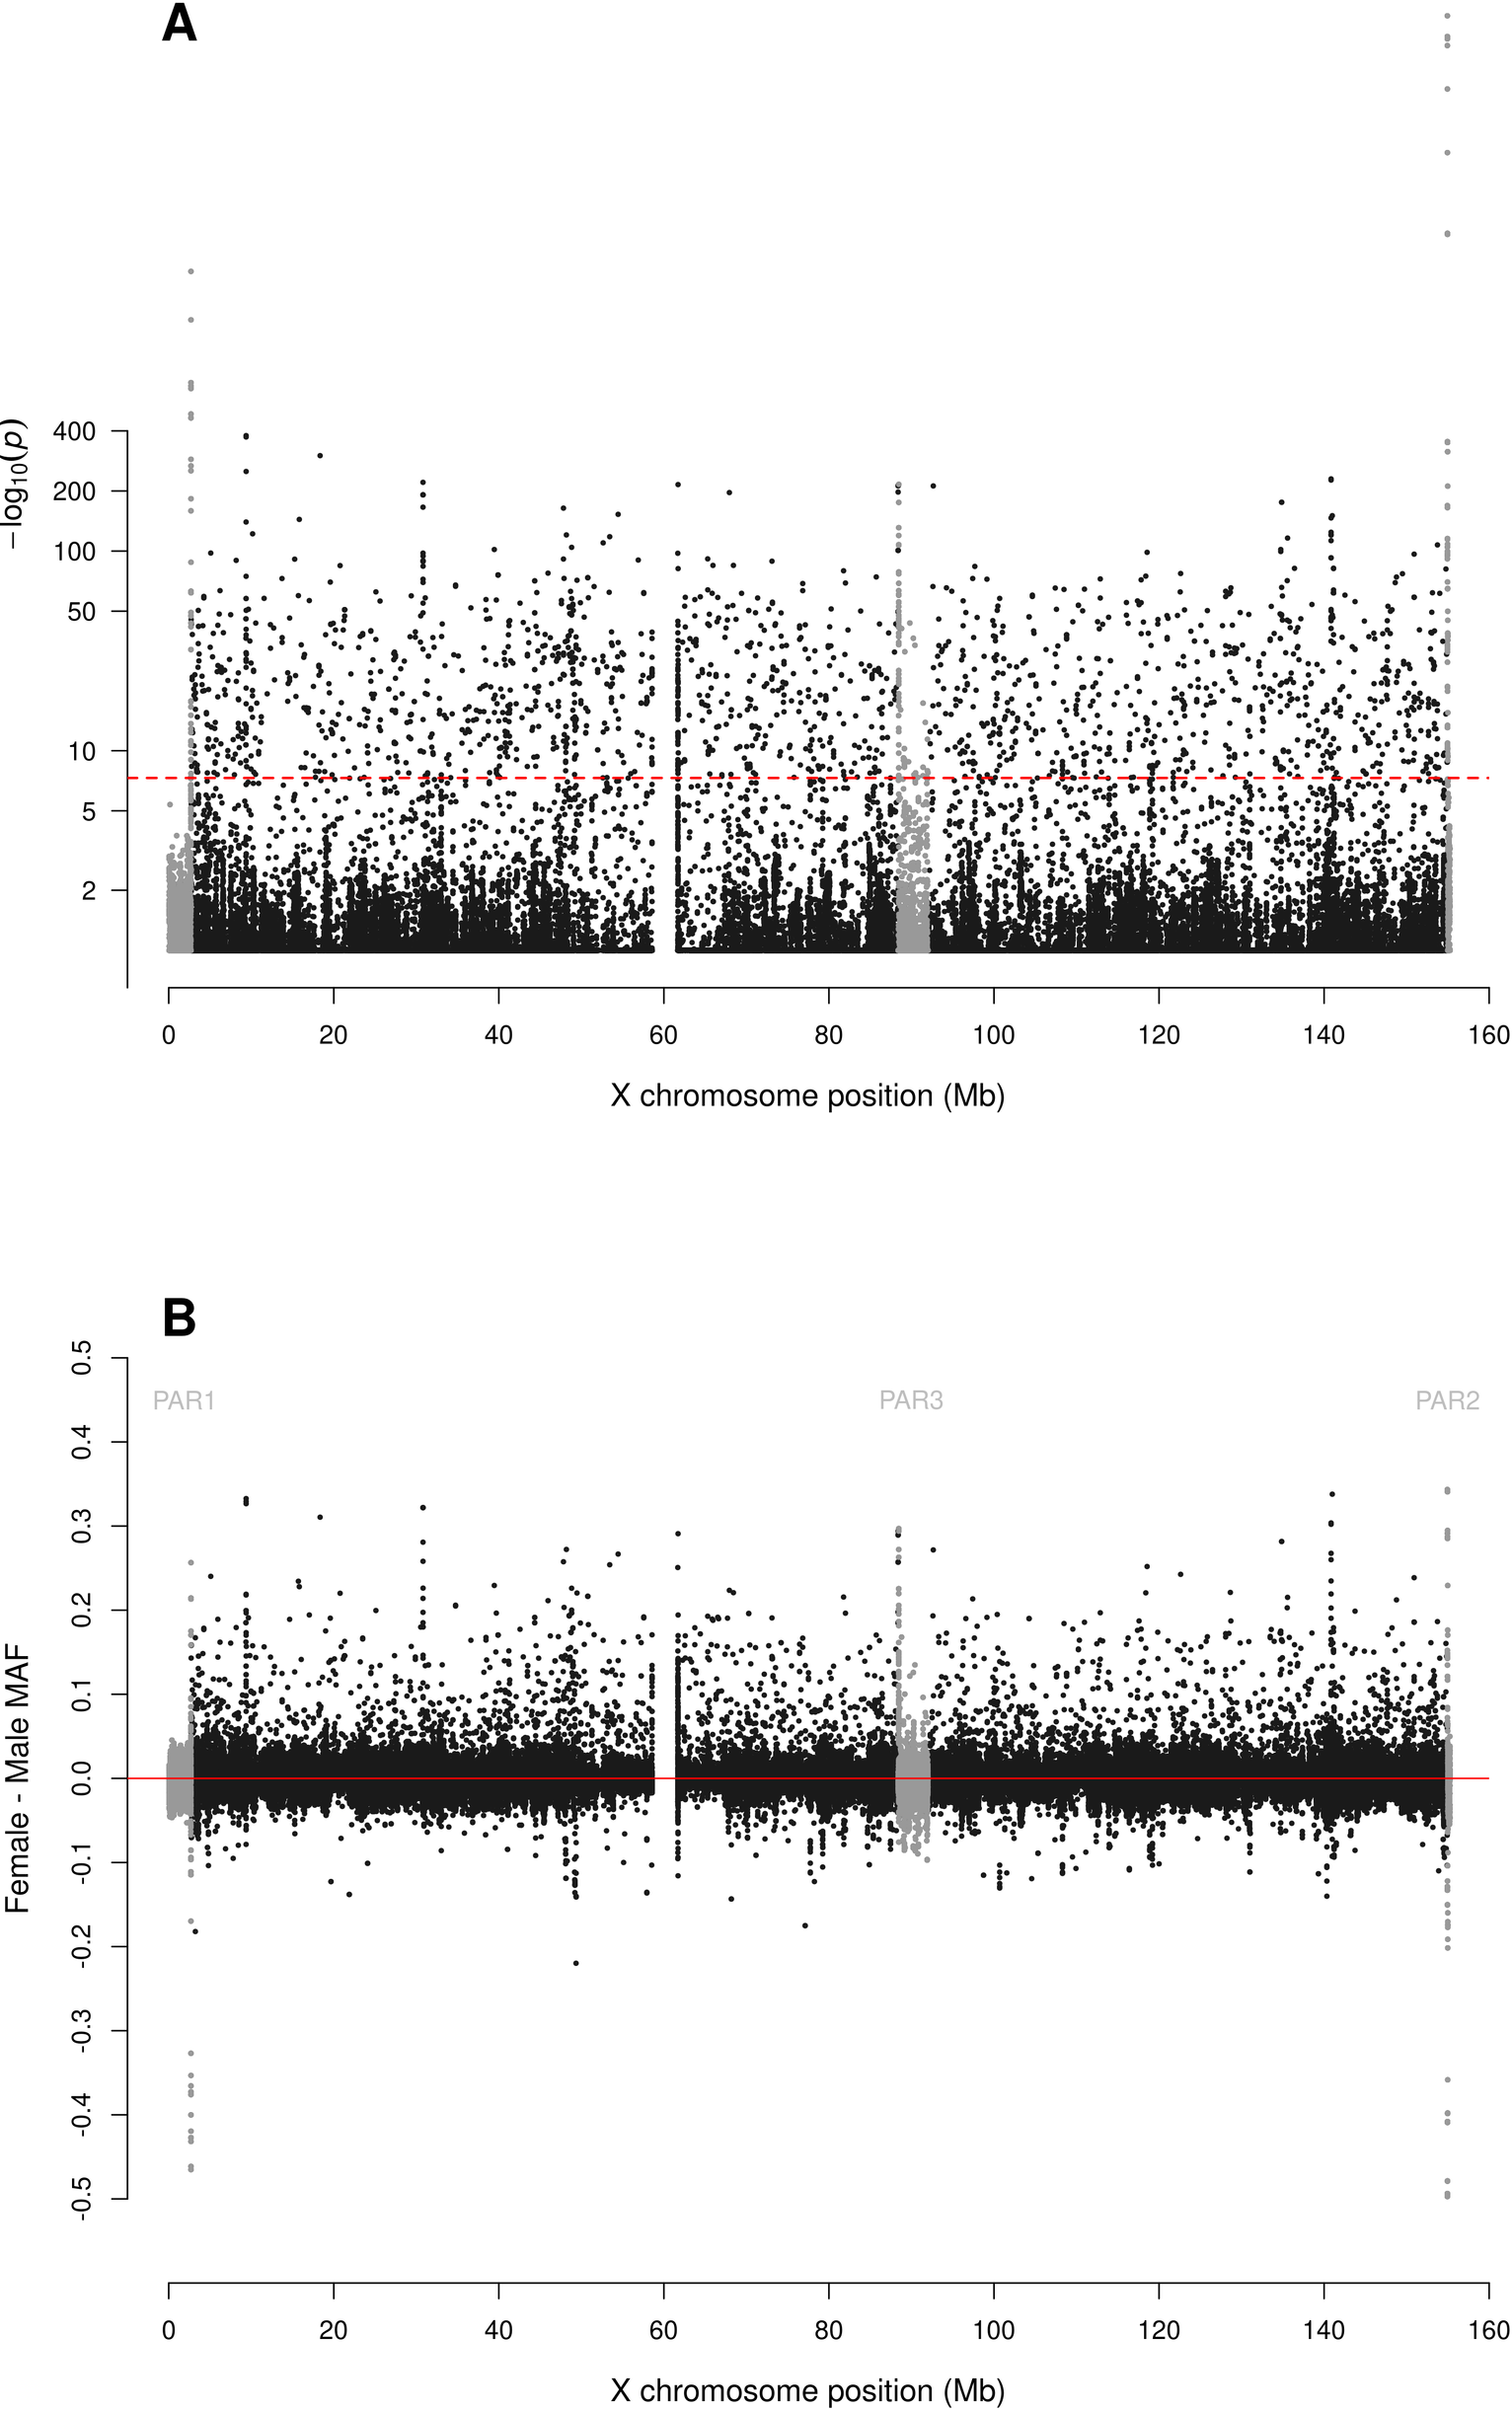 A
−log10(p)
400
200
100
50
10
5
2
0 20 40 60 80 100 120 140 160
X chromosome position (Mb)
B
Female - Male MAF
0.5
PAR1 PAR3 PAR2
0.4
0.3
0.2
0.1
0.0
-0.1
-0.2
-0.3
-0.4
-0.5
0 20 40 60 80 100 120 140 160
X chromosome position (Mb)